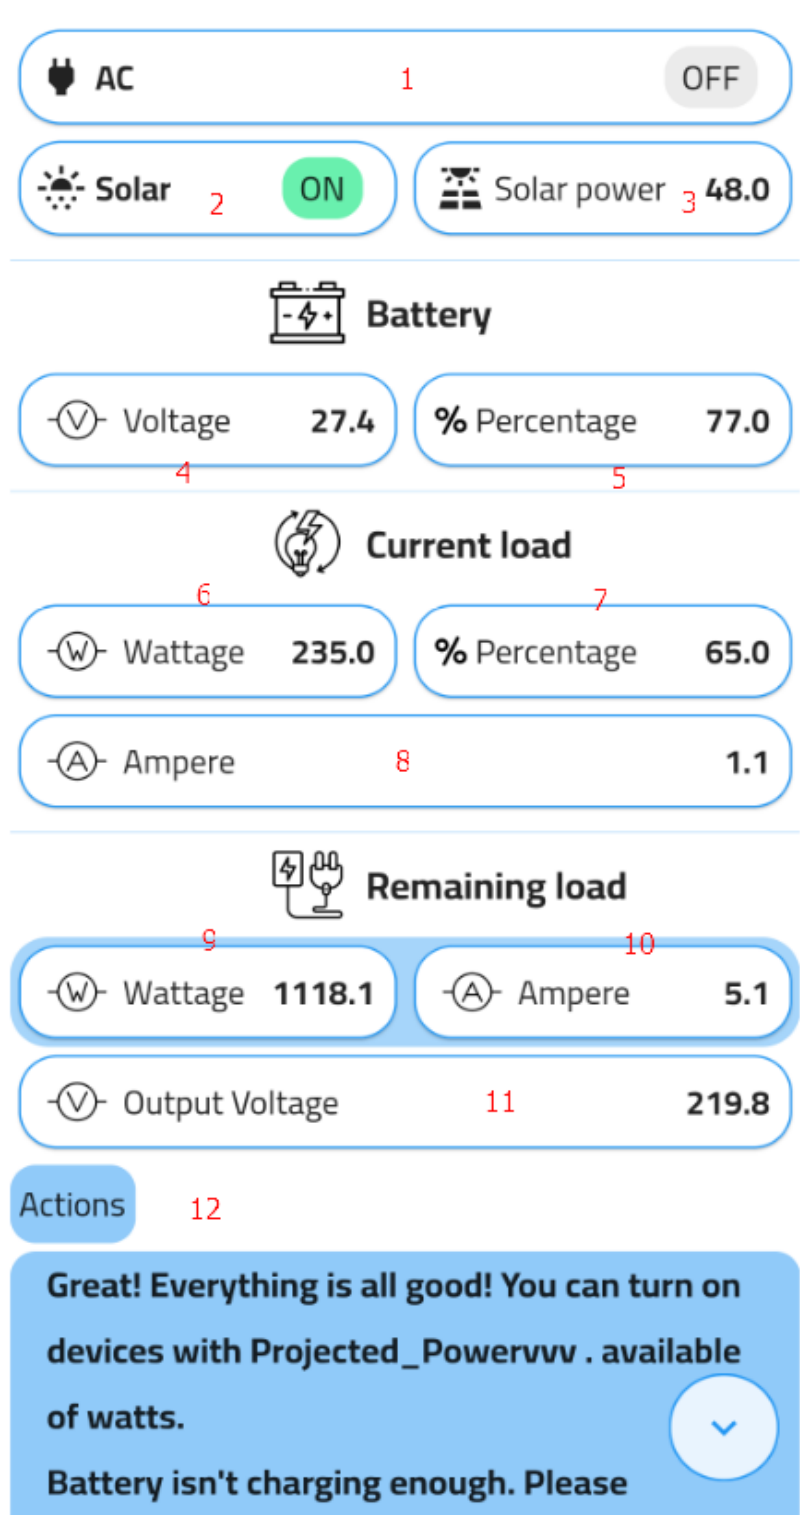 AC 1 OFF
Solar 2 ON Solar power 3 48.0
Battery
V Voltage 27.4 % Percentage 77.0
4 5
Current load
6 7
W Wattage 235.0 % Percentage 65.0
A Ampere 8 1.1
Remaining load
9 10
W Wattage 1118.1 A Ampere 5.1
V Output Voltage 11 219.8
Actions 12
Great! Everything is all good! You can turn on
devices with Projected_Powervvv . available
of watts.
Battery isn't charging enough. Please